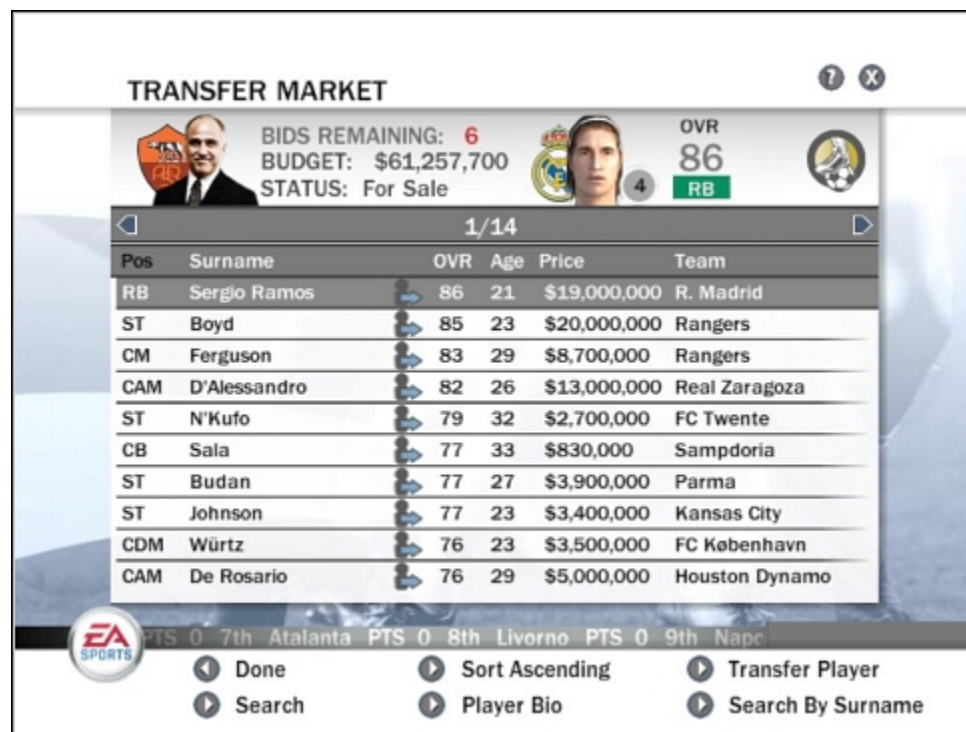 ? X
TRANSFER MARKET
BIDS REMAINING: 6
BUDGET: $61,257,700
STATUS: For Sale
4
OVR
86
RB
1/14
Pos Surname OVR Age Price Team
RB Sergio Ramos 86 21 $19,000,000 R. Madrid
ST Boyd 85 23 $20,000,000 Rangers
CM Ferguson 83 29 $8,700,000 Rangers
CAM D'Alessandro 82 26 $13,000,000 Real Zaragoza
ST N'Kufo 79 32 $2,700,000 FC Twente
CB Sala 77 33 $830,000 Sampdoria
ST Budan 77 27 $3,900,000 Parma
ST Johnson 77 23 $3,400,000 Kansas City
CDM Würtz 76 23 $3,500,000 FC København
CAM De Rosario 76 29 $5,000,000 Houston Dynamo
EA SPORTS
PTS 0 7th Atalanta PTS 0 8th Livorno PTS 0 9th Napo
Done Sort Ascending Transfer Player
Search Player Bio Search By Surname